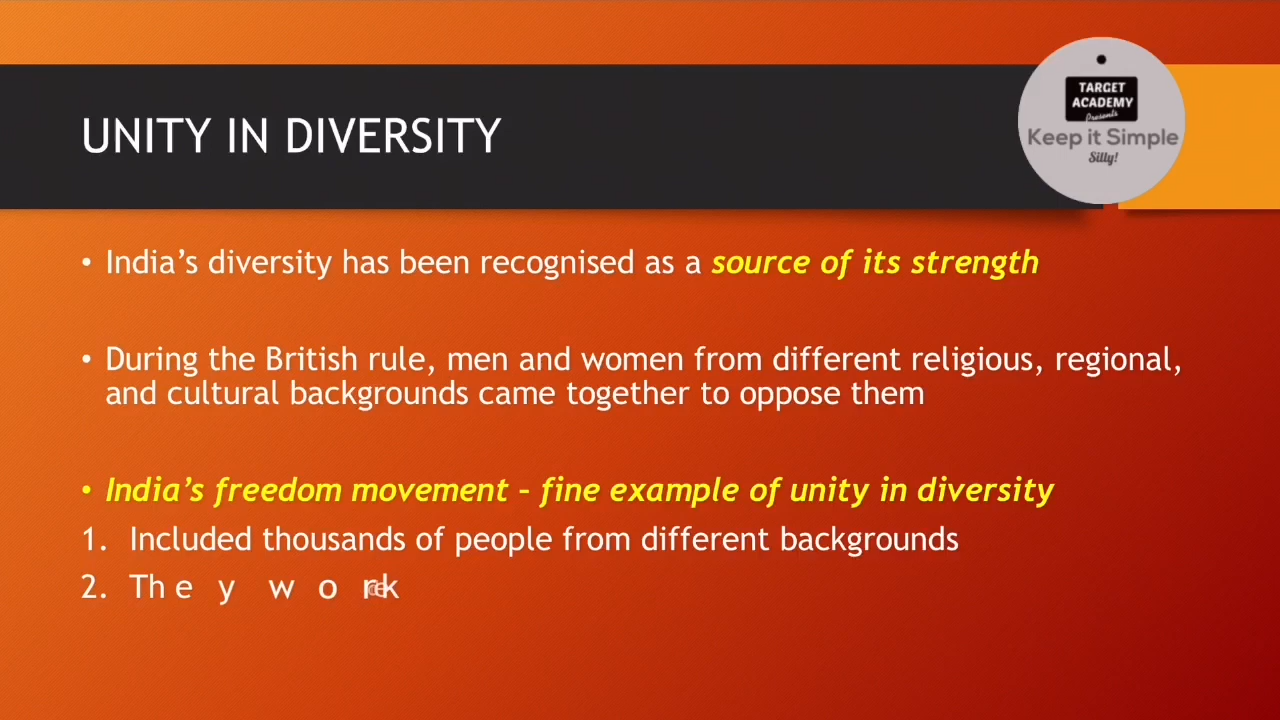 TARGET
ACADEMY
Presents
Keep it Simple
Silly!
UNITY IN DIVERSITY
• India's diversity has been recognised as a source of its strength
• During the British rule, men and women from different religious, regional,
and cultural backgrounds came together to oppose them
• India's freedom movement – fine example of unity in diversity
1. Included thousands of people from different backgrounds
2. They work